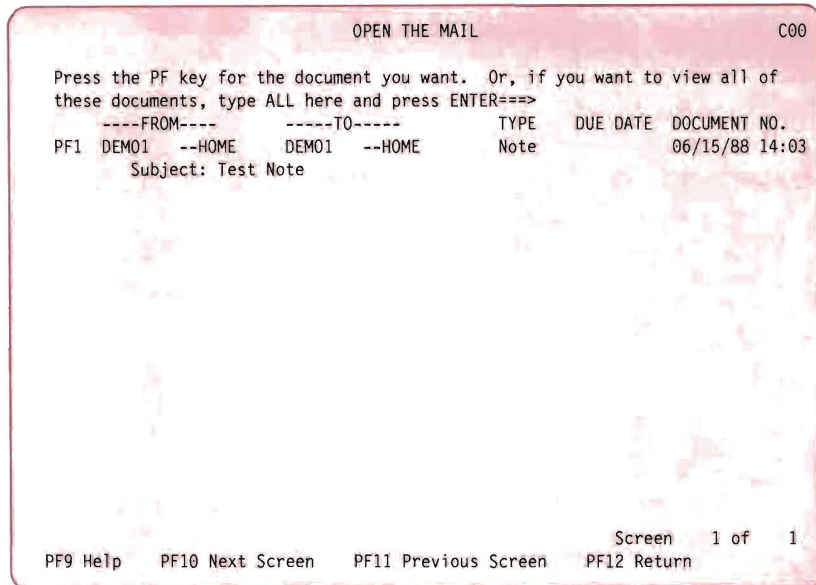 OPEN THE MAIL C00
Press the PF key for the document you want. Or, if you want to view all of
these documents, type ALL here and press ENTER===>
----FROM---- -----TO----- TYPE DUE DATE DOCUMENT NO.
PF1 DEMO1 --HOME DEMO1 --HOME Note 06/15/88 14:03
Subject: Test Note
Screen 1 of 1
PF9 Help PF10 Next Screen PF11 Previous Screen PF12 Return